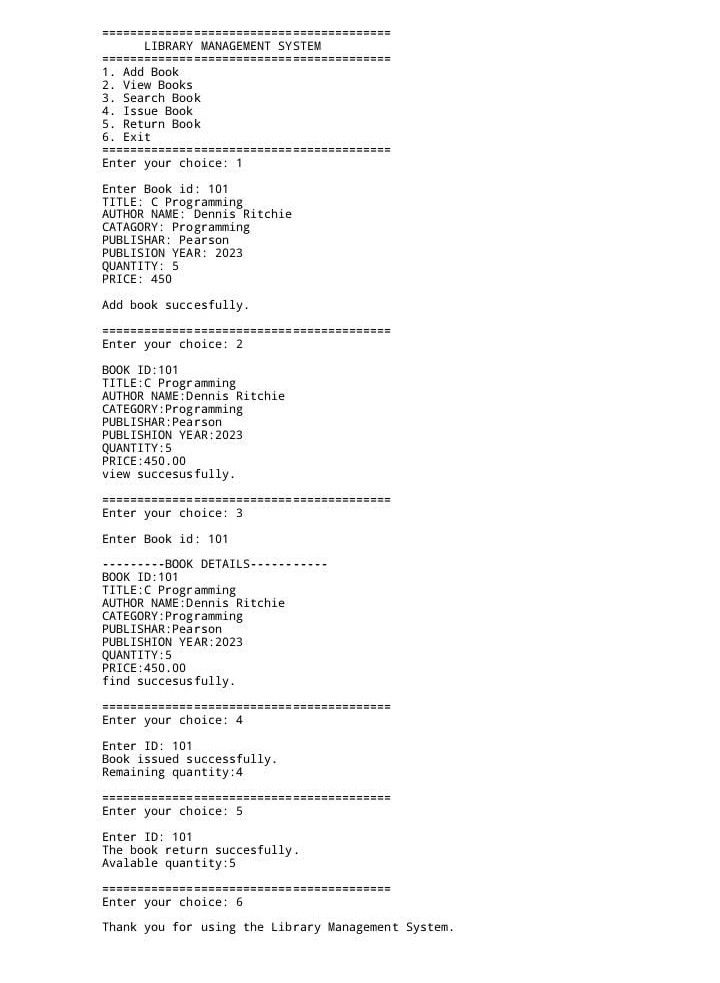 =========================================
LIBRARY MANAGEMENT SYSTEM
=========================================
1. Add Book
2. View Books
3. Search Book
4. Issue Book
5. Return Book
6. Exit
=========================================
Enter your choice: 1
Enter Book id: 101
TITLE: C Programming
AUTHOR NAME: Dennis Ritchie
CATAGORY: Programming
PUBLISHAR: Pearson
PUBLISION YEAR: 2023
QUANTITY: 5
PRICE: 450
Add book succesfully.
=========================================
Enter your choice: 2
BOOK ID:101
TITLE:C Programming
AUTHOR NAME:Dennis Ritchie
CATEGORY:Programming
PUBLISHAR:Pearson
PUBLISHION YEAR:2023
QUANTITY:5
PRICE:450.00
view succesusfully.
=========================================
Enter your choice: 3
Enter Book id: 101
---------BOOK DETAILS-----------
BOOK ID:101
TITLE:C Programming
AUTHOR NAME:Dennis Ritchie
CATEGORY:Programming
PUBLISHAR:Pearson
PUBLISHION YEAR:2023
QUANTITY:5
PRICE:450.00
find succesusfully.
=========================================
Enter your choice: 4
Enter ID: 101
Book issued successfully.
Remaining quantity:4
=========================================
Enter your choice: 5
Enter ID: 101
The book return succesfully.
Avalable quantity:5
=========================================
Enter your choice: 6
Thank you for using the Library Management System.